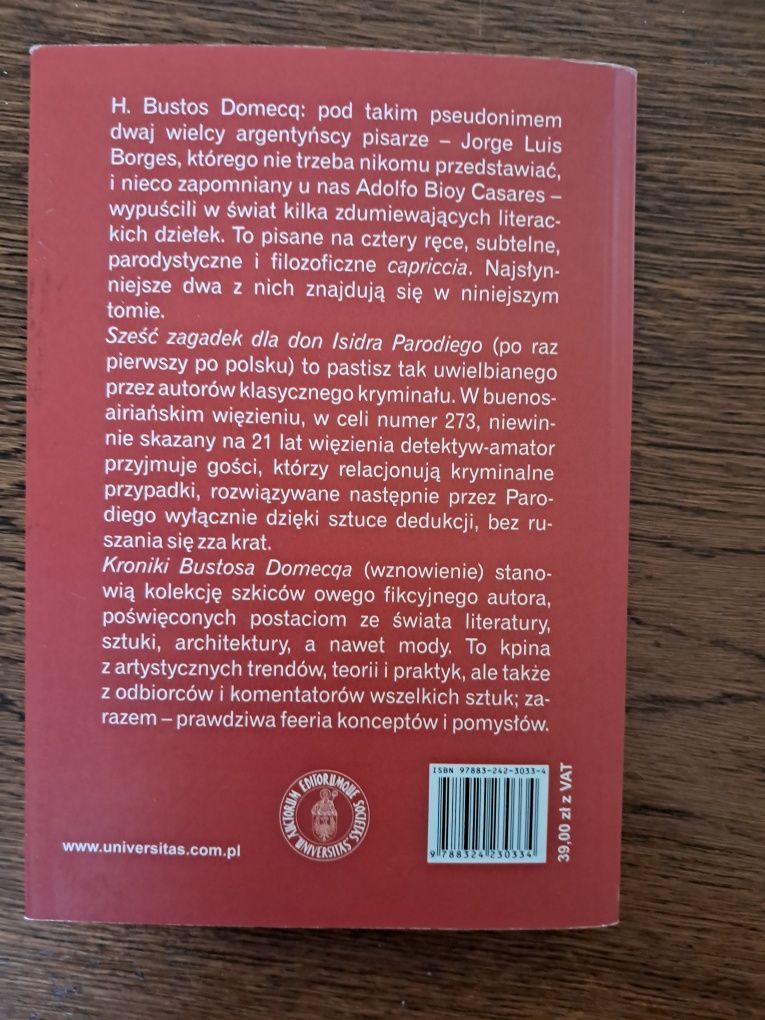 H. Bustos Domecq: pod takim pseudonimem
dwaj wielcy argentyńscy pisarze – Jorge Luis
Borges, którego nie trzeba nikomu przedstawiać,
i nieco zapomniany u nas Adolfo Bioy Casares –
wypuścili w świat kilka zdumiewających literac-
kich dziełek. To pisane na cztery ręce, subtelne,
parodystyczne i filozoficzne capriccia. Najsłyn-
niejsze dwa z nich znajdują się w niniejszym
tomie.
Sześć zagadek dla don Isidra Parodiego (po raz
pierwszy po polsku) to pastisz tak uwielbianego
przez autorów klasycznego kryminału. W buenos-
airiańskim więzieniu, w celi numer 273, niewin-
nie skazany na 21 lat więzienia detektyw-amator
przyjmuje gości, którzy relacjonują kryminalne
przypadki, rozwiązywane następnie przez Paro-
diego wyłącznie dzięki sztuce dedukcji, bez ru-
szania się zza krat.
Kroniki Bustosa Domecqa (wznowienie) stano-
wią kolekcję szkiców owego fikcyjnego autora,
poświęconych postaciom ze świata literatury,
sztuki, architektury, a nawet mody. To kpina
z artystycznych trendów, teorii i praktyk, ale także
z odbiorców i komentatorów wszelkich sztuk; za-
razem – prawdziwa feeria konceptów i pomysłów.
www.universitas.com.pl
AUCTORUM EDITORUMQUE SOCIETAS UNIVERSITAS
ISBN 97883-242-3033-4
9 788324 230334
39,00 zł z VAT